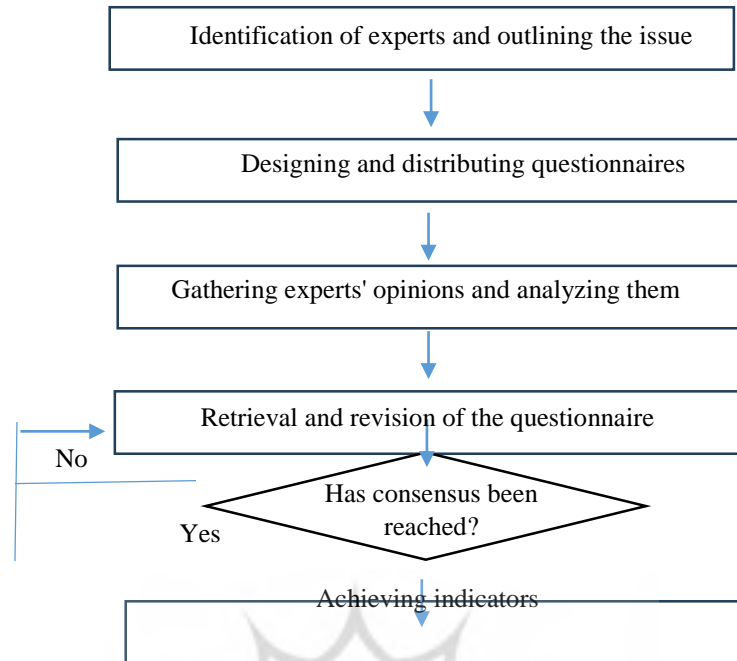 Identification of experts and outlining the issue
Designing and distributing questionnaires
Gathering experts' opinions and analyzing them
Retrieval and revision of the questionnaire
No
Has consensus been
reached?
Yes
Achieving indicators